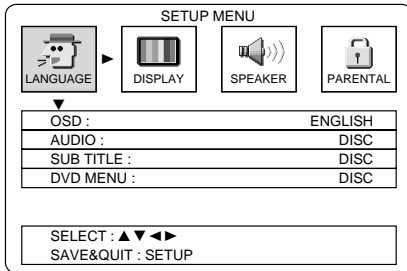 SETUP MENU
LANGUAGE DISPLAY SPEAKER PARENTAL
OSD : ENGLISH
AUDIO : DISC
SUB TITLE : DISC
DVD MENU : DISC
SELECT : ▲ ▼ ◄ ►
SAVE&QUIT : SETUP